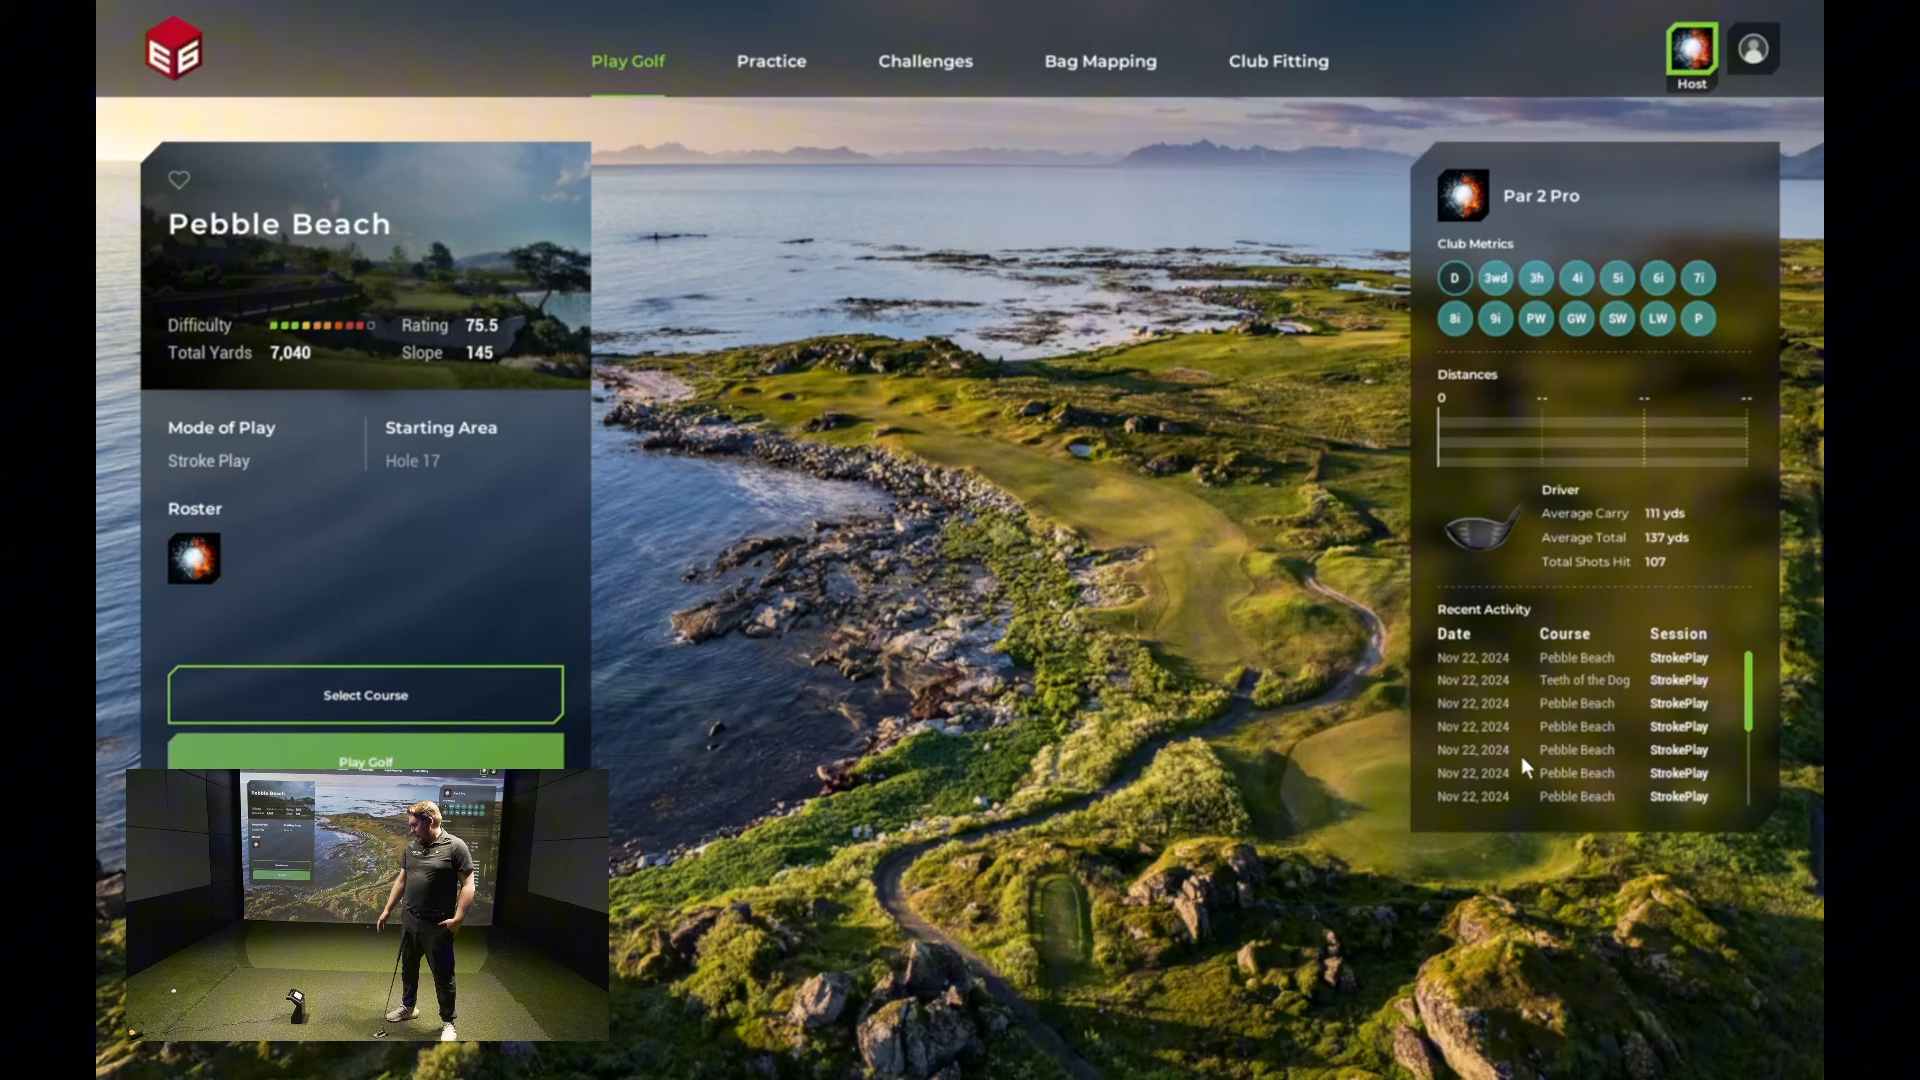 E6
Play Golf
Practice
Challenges
Bag Mapping
Club Fitting
Host
Pebble Beach
Difficulty
Rating 75.5
Total Yards 7,040
Slope 145
Mode of Play
Stroke Play
Starting Area
Hole 17
Roster
Select Course
Play Golf
Par 2 Pro
Club Metrics
D 3wd 3h 4i 5i 6i 7i
8i 9i PW GW SW LW P
Distances
0 -- -- --
Driver
Average Carry 111 yds
Average Total 137 yds
Total Shots Hit 107
Recent Activity
Date Course Session
Nov 22, 2024 Pebble Beach StrokePlay
Nov 22, 2024 Teeth of the Dog StrokePlay
Nov 22, 2024 Pebble Beach StrokePlay
Nov 22, 2024 Pebble Beach StrokePlay
Nov 22, 2024 Pebble Beach StrokePlay
Nov 22, 2024 Pebble Beach StrokePlay
Nov 22, 2024 Pebble Beach StrokePlay
Pebble Beach